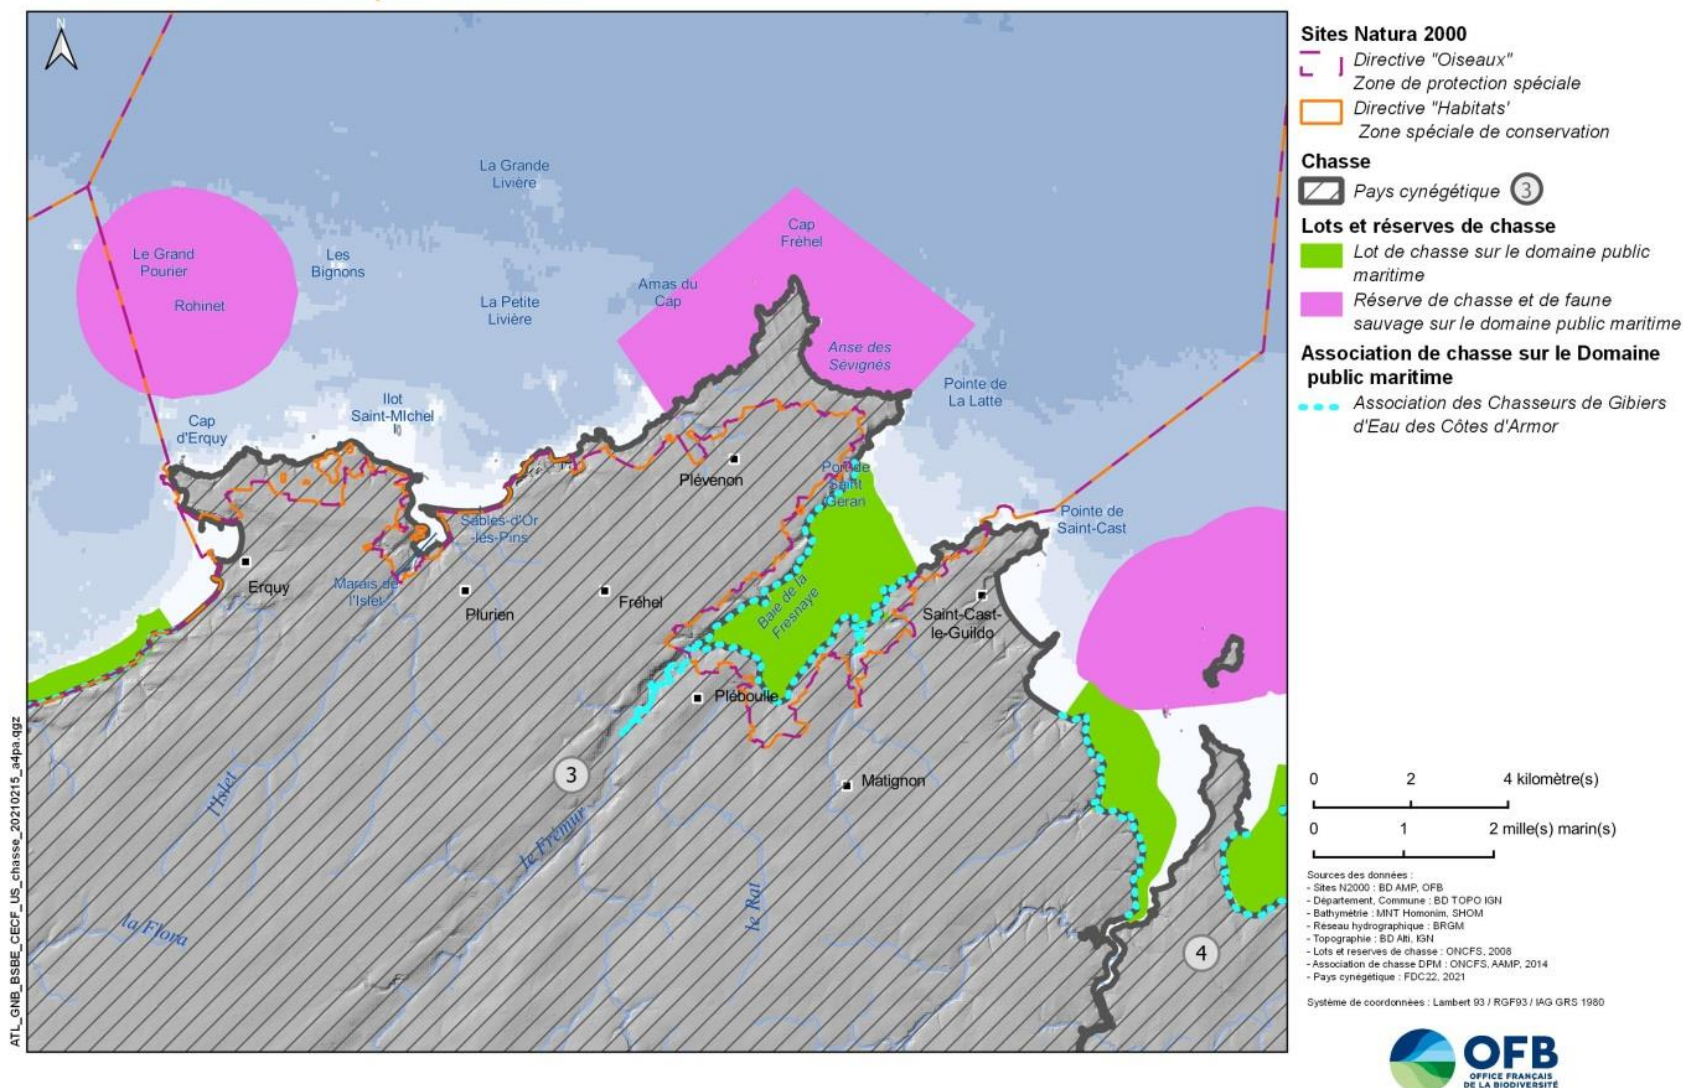 N
La Grande
Livière
Cap
Fréhel
Le Grand
Pourier
Les
Bignons
Rohinet
Amas du
Cap
La Petite
Livière
Anse des
Sévignés
Pointe de
La Latte
Ilot
Saint-MIchel
Cap
d'Erquy
Plévenon
Port de
Saint
Géran
Sables-d'Or
-les-Pins
Pointe de
Saint-Cast
Erquy
Marais de
l'Islet
Plurien
Fréhel
Baie de la
Fresnaye
Saint-Cast-
le-Guildo
Pléboulle
3
Matignon
l'Islet
le Frémur
le Rat
la Flora
4
ATL_GNB_BSBE_CECF_US_chasse_20210215_a4pa.qgz
Sites Natura 2000
Directive "Oiseaux"
Zone de protection spéciale
Directive "Habitats'
Zone spéciale de conservation
Chasse
Pays cynégétique 3
Lots et réserves de chasse
Lot de chasse sur le domaine public
maritime
Réserve de chasse et de faune
sauvage sur le domaine public maritime
Association de chasse sur le Domaine
public maritime
Association des Chasseurs de Gibiers
d'Eau des Côtes d'Armor
0 2 4 kilomètre(s)
0 1 2 mille(s) marin(s)
Sources des données :
- Sites N2000 : BD AMP, OFB
- Département, Commune : BD TOPO IGN
- Bathymétrie : MNT Homonim, SHOM
- Réseau hydrographique : BRGM
- Topographie : BD Alti, IGN
- Lots et reserves de chasse : ONCFS, 2008
- Association de chasse DPM : ONCFS, AAMP, 2014
- Pays cynégétique : FDC22, 2021
Système de coordonnées : Lambert 93 / RGF93 / IAG GRS 1980
OFB
OFFICE FRANÇAIS
DE LA BIODIVERSITÉ